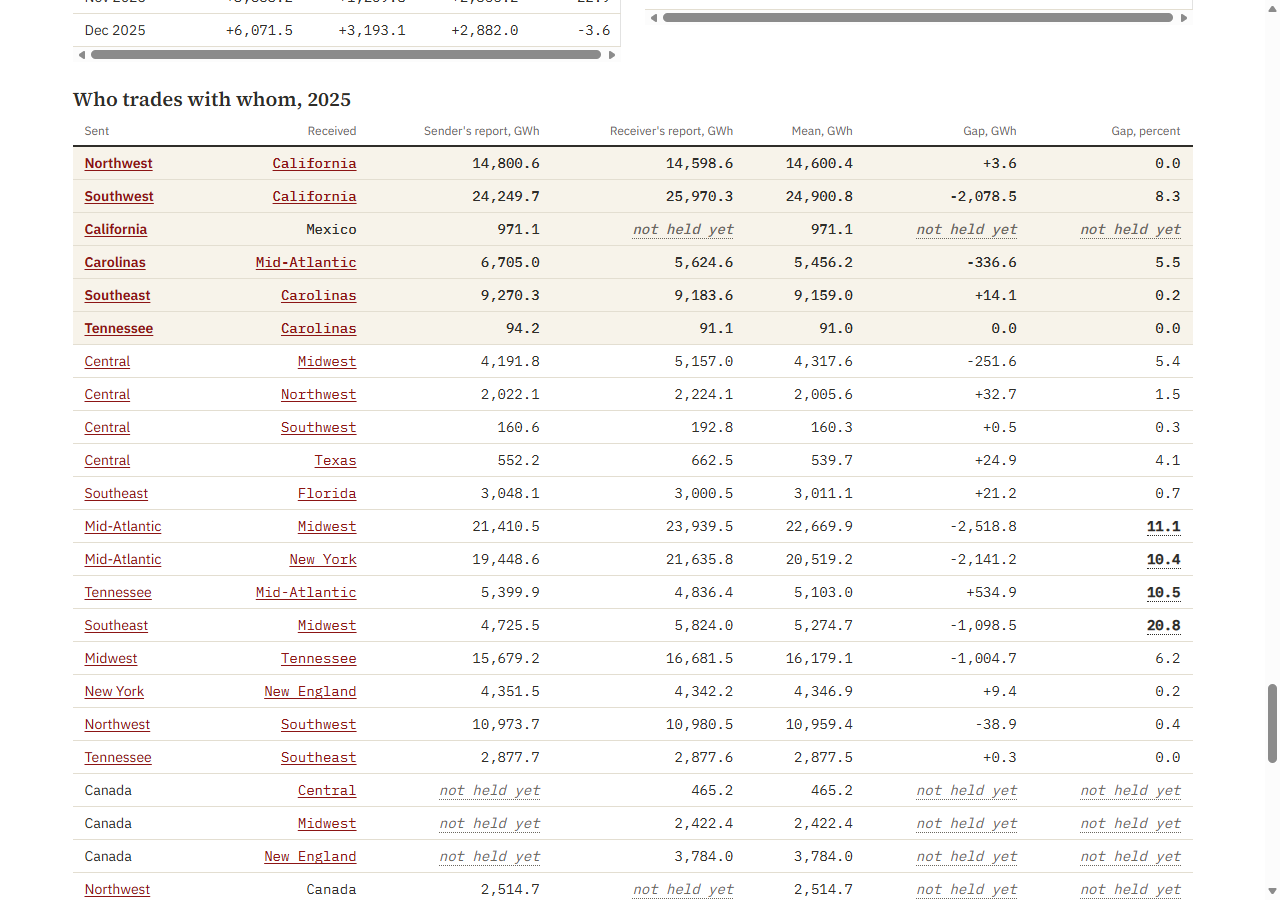 Dec 2025 +6,071.5 +3,193.1 +2,882.0 -3.6
Who trades with whom, 2025
Sent Received Sender's report, GWh Receiver's report, GWh Mean, GWh Gap, GWh Gap, percent
Northwest California 14,800.6 14,598.6 14,600.4 +3.6 0.0
Southwest California 24,249.7 25,970.3 24,900.8 -2,078.5 8.3
California Mexico 971.1 not held yet 971.1 not held yet not held yet
Carolinas Mid-Atlantic 6,705.0 5,624.6 5,456.2 -336.6 5.5
Southeast Carolinas 9,270.3 9,183.6 9,159.0 +14.1 0.2
Tennessee Carolinas 94.2 91.1 91.0 0.0 0.0
Central Midwest 4,191.8 5,157.0 4,317.6 -251.6 5.4
Central Northwest 2,022.1 2,224.1 2,005.6 +32.7 1.5
Central Southwest 160.6 192.8 160.3 +0.5 0.3
Central Texas 552.2 662.5 539.7 +24.9 4.1
Southeast Florida 3,048.1 3,000.5 3,011.1 +21.2 0.7
Mid-Atlantic Midwest 21,410.5 23,939.5 22,669.9 -2,518.8 11.1
Mid-Atlantic New York 19,448.6 21,635.8 20,519.2 -2,141.2 10.4
Tennessee Mid-Atlantic 5,399.9 4,836.4 5,103.0 +534.9 10.5
Southeast Midwest 4,725.5 5,824.0 5,274.7 -1,098.5 20.8
Midwest Tennessee 15,679.2 16,681.5 16,179.1 -1,004.7 6.2
New York New England 4,351.5 4,342.2 4,346.9 +9.4 0.2
Northwest Southwest 10,973.7 10,980.5 10,959.4 -38.9 0.4
Tennessee Southeast 2,877.7 2,877.6 2,877.5 +0.3 0.0
Canada Central not held yet 465.2 465.2 not held yet not held yet
Canada Midwest not held yet 2,422.4 2,422.4 not held yet not held yet
Canada New England not held yet 3,784.0 3,784.0 not held yet not held yet
Northwest Canada 2,514.7 not held yet 2,514.7 not held yet not held yet